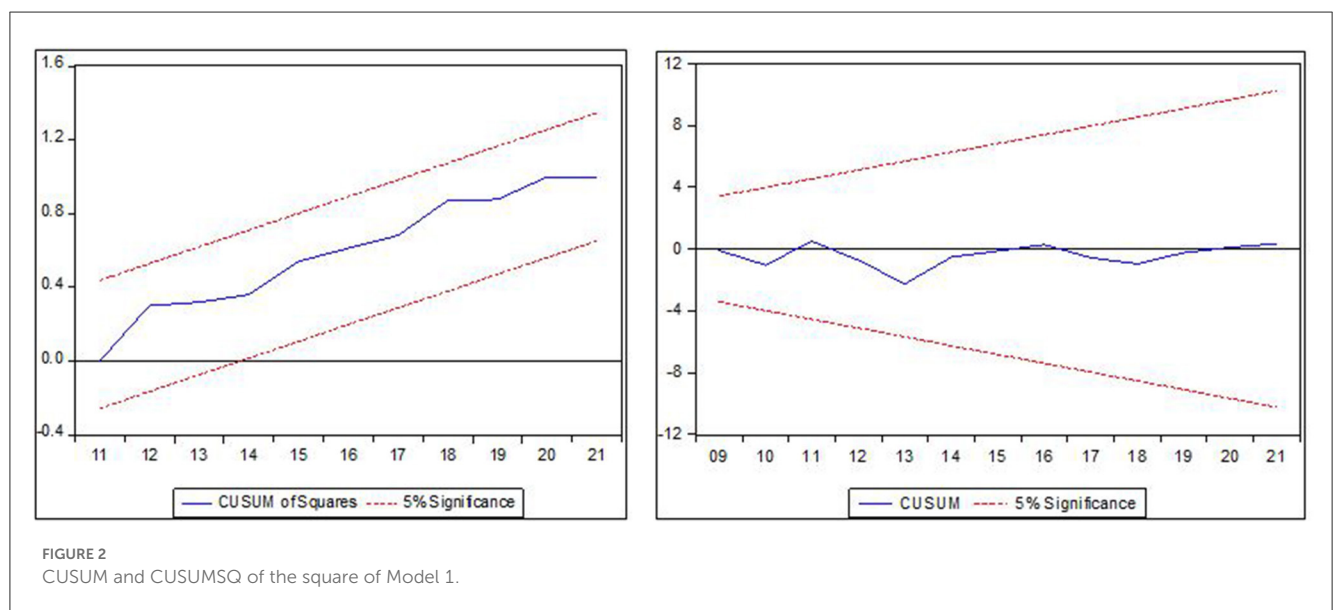 1.6
1.2
0.8
0.4
0.0
-0.4
11 12 13 14 15 16 17 18 19 20 21
CUSUM of Squares 5% Significance
12
8
4
0
-4
-8
-12
09 10 11 12 13 14 15 16 17 18 19 20 21
CUSUM 5% Significance
FIGURE 2
CUSUM and CUSUMSQ of the square of Model 1.